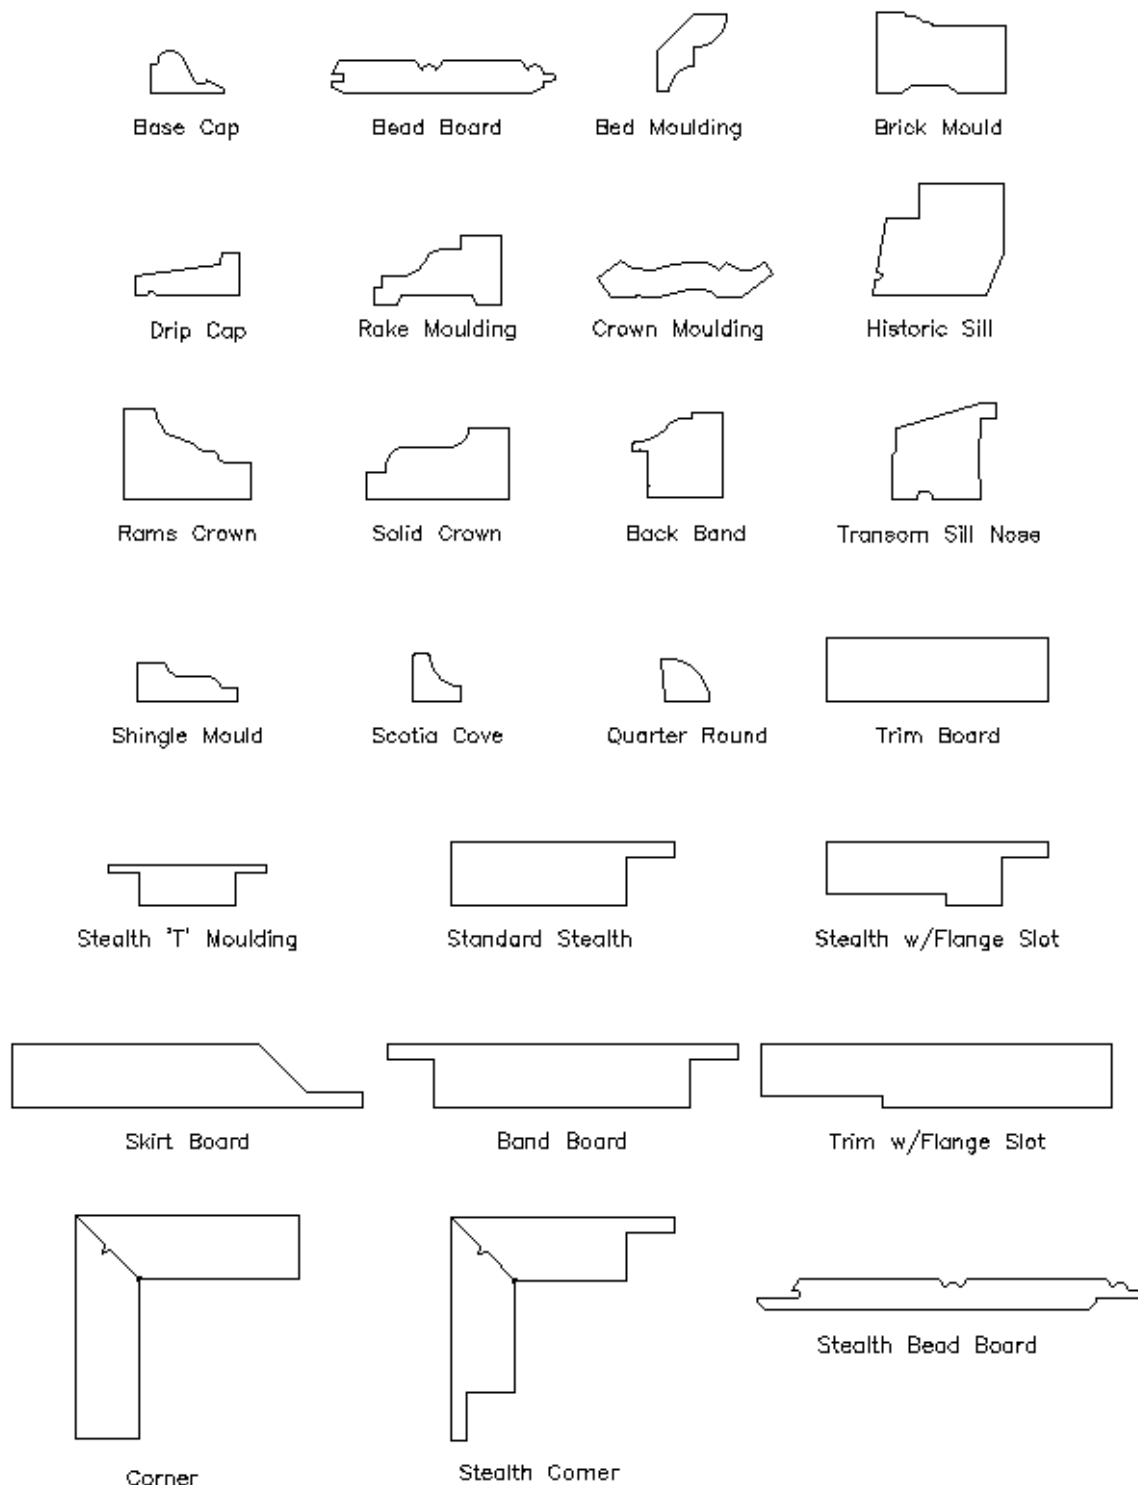 Base Cap
Bead Board
Bed Moulding
Brick Mould
Drip Cap
Rake Moulding
Crown Moulding
Historic Sill
Rams Crown
Solid Crown
Back Band
Transom Sill Nose
Shingle Mould
Scotia Cove
Quarter Round
Trim Board
Stealth 'T' Moulding
Standard Stealth
Stealth w/Flange Slot
Skirt Board
Band Board
Trim w/Flange Slot
Stealth Bead Board
Corner
Stealth Corner